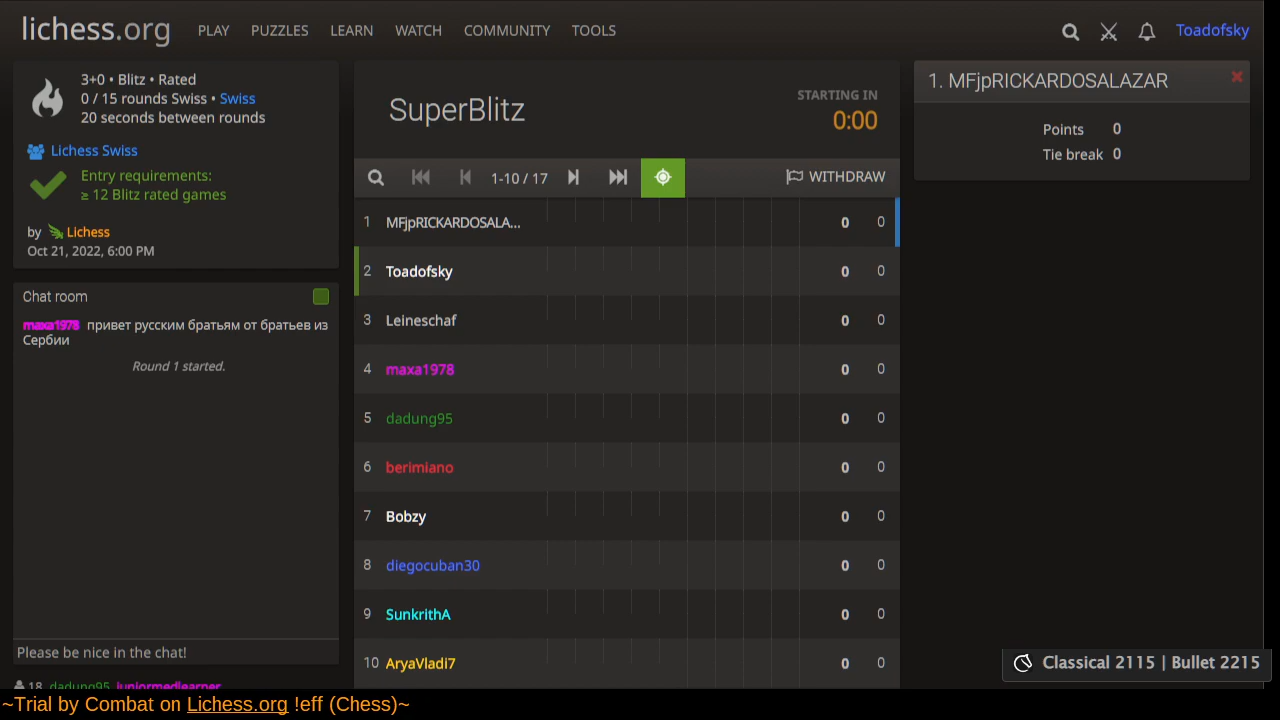 lichess.org PLAY PUZZLES LEARN WATCH COMMUNITY TOOLS Toadofsky
3+0 • Blitz • Rated
0 / 15 rounds Swiss • Swiss
20 seconds between rounds
Lichess Swiss
Entry requirements:
≥ 12 Blitz rated games
by Lichess
Oct 21, 2022, 6:00 PM
Chat room
maxa1978 привет русским братьям от братьев из
Сербии
Round 1 started.
Please be nice in the chat!
18 dadung95 juniormedlearner
SuperBlitz
STARTING IN
0:00
1-10 / 17 WITHDRAW
1 MFjpRICKARDOSALA... 0 0
2 Toadofsky 0 0
3 Leineschaf 0 0
4 maxa1978 0 0
5 dadung95 0 0
6 berimiano 0 0
7 Bobzy 0 0
8 diegocuban30 0 0
9 SunkrithA 0 0
10 AryaVladi7 0 0
1. MFjpRICKARDOSALAZAR
Points 0
Tie break 0
Classical 2115 | Bullet 2215
~Trial by Combat on Lichess.org !eff (Chess)~